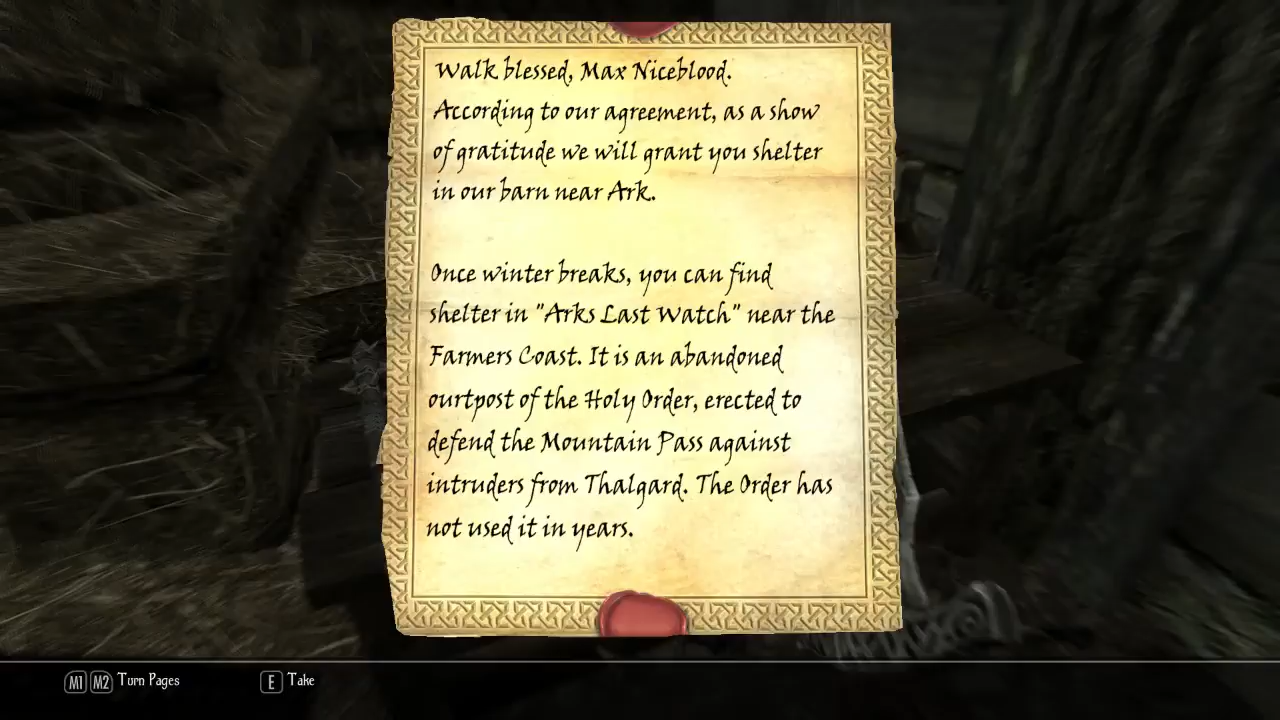 Walk blessed, Max Niceblood.
According to our agreement, as a show
of gratitude we will grant you shelter
in our barn near Ark.
Once winter breaks, you can find
shelter in "Arks Last Watch" near the
Farmers Coast. It is an abandoned
ourtpost of the Holy Order, erected to
defend the Mountain Pass against
intruders from Thalgard. The Order has
not used it in years.
M1 M2 Turn Pages E Take